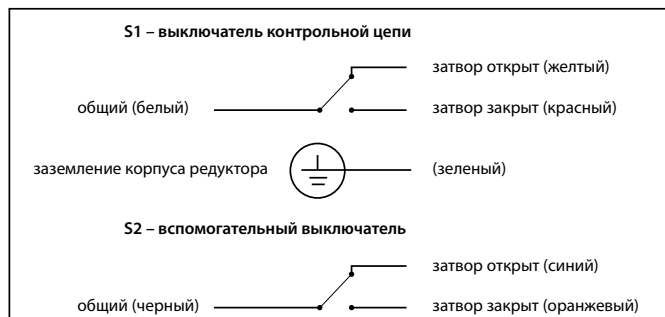 S1 – выключатель контрольной цепи
затвор открыт (желтый)
общий (белый)
затвор закрыт (красный)
заземление корпуса редуктора
(зеленый)
S2 – вспомогательный выключатель
затвор открыт (синий)
общий (черный)
затвор закрыт (оранжевый)